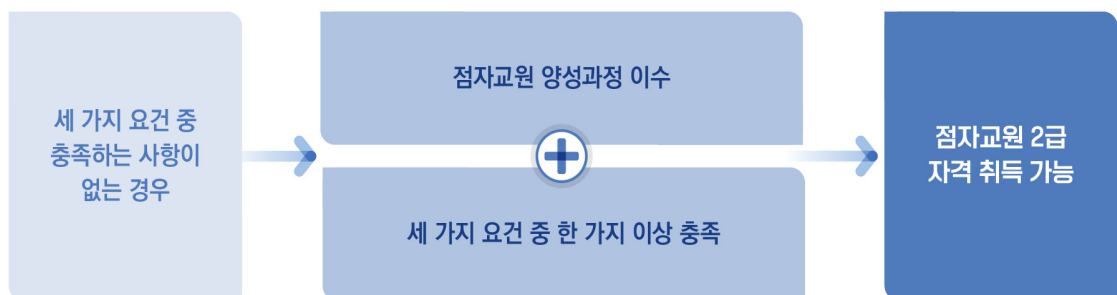 세 가지 요건 중
충족하는 사항이
없는 경우
점자교원 양성과정 이수
세 가지 요건 중 한 가지 이상 충족
점자교원 2급
자격 취득 가능